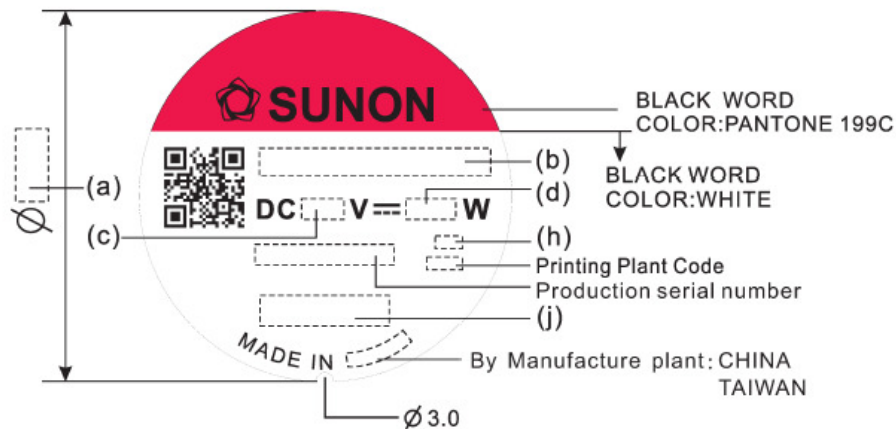 SUNON
BLACK WORD
COLOR:PANTONE 199C
(a)
(b)
BLACK WORD
COLOR:WHITE
(d)
DC V W
(c)
(h)
Printing Plant Code
Production serial number
(j)
MADE IN
By Manufacture plant: CHINA
TAIWAN
Ø
Ø 3.0